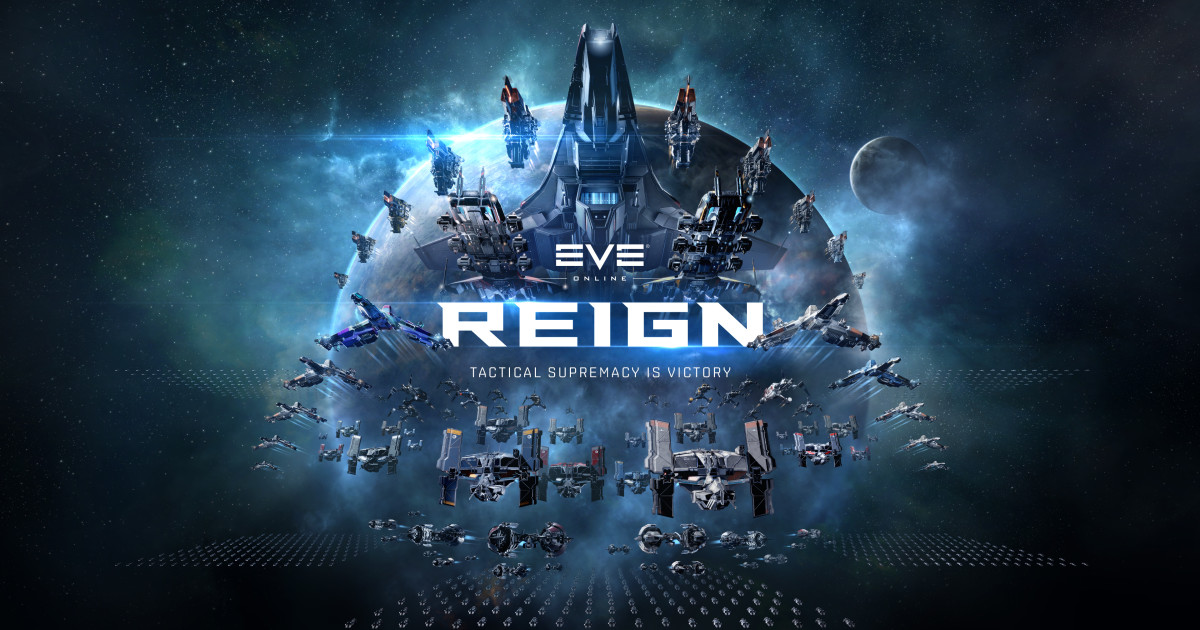 EVE
ONLINE
REIGN
TACTICAL SUPREMACY IS VICTORY